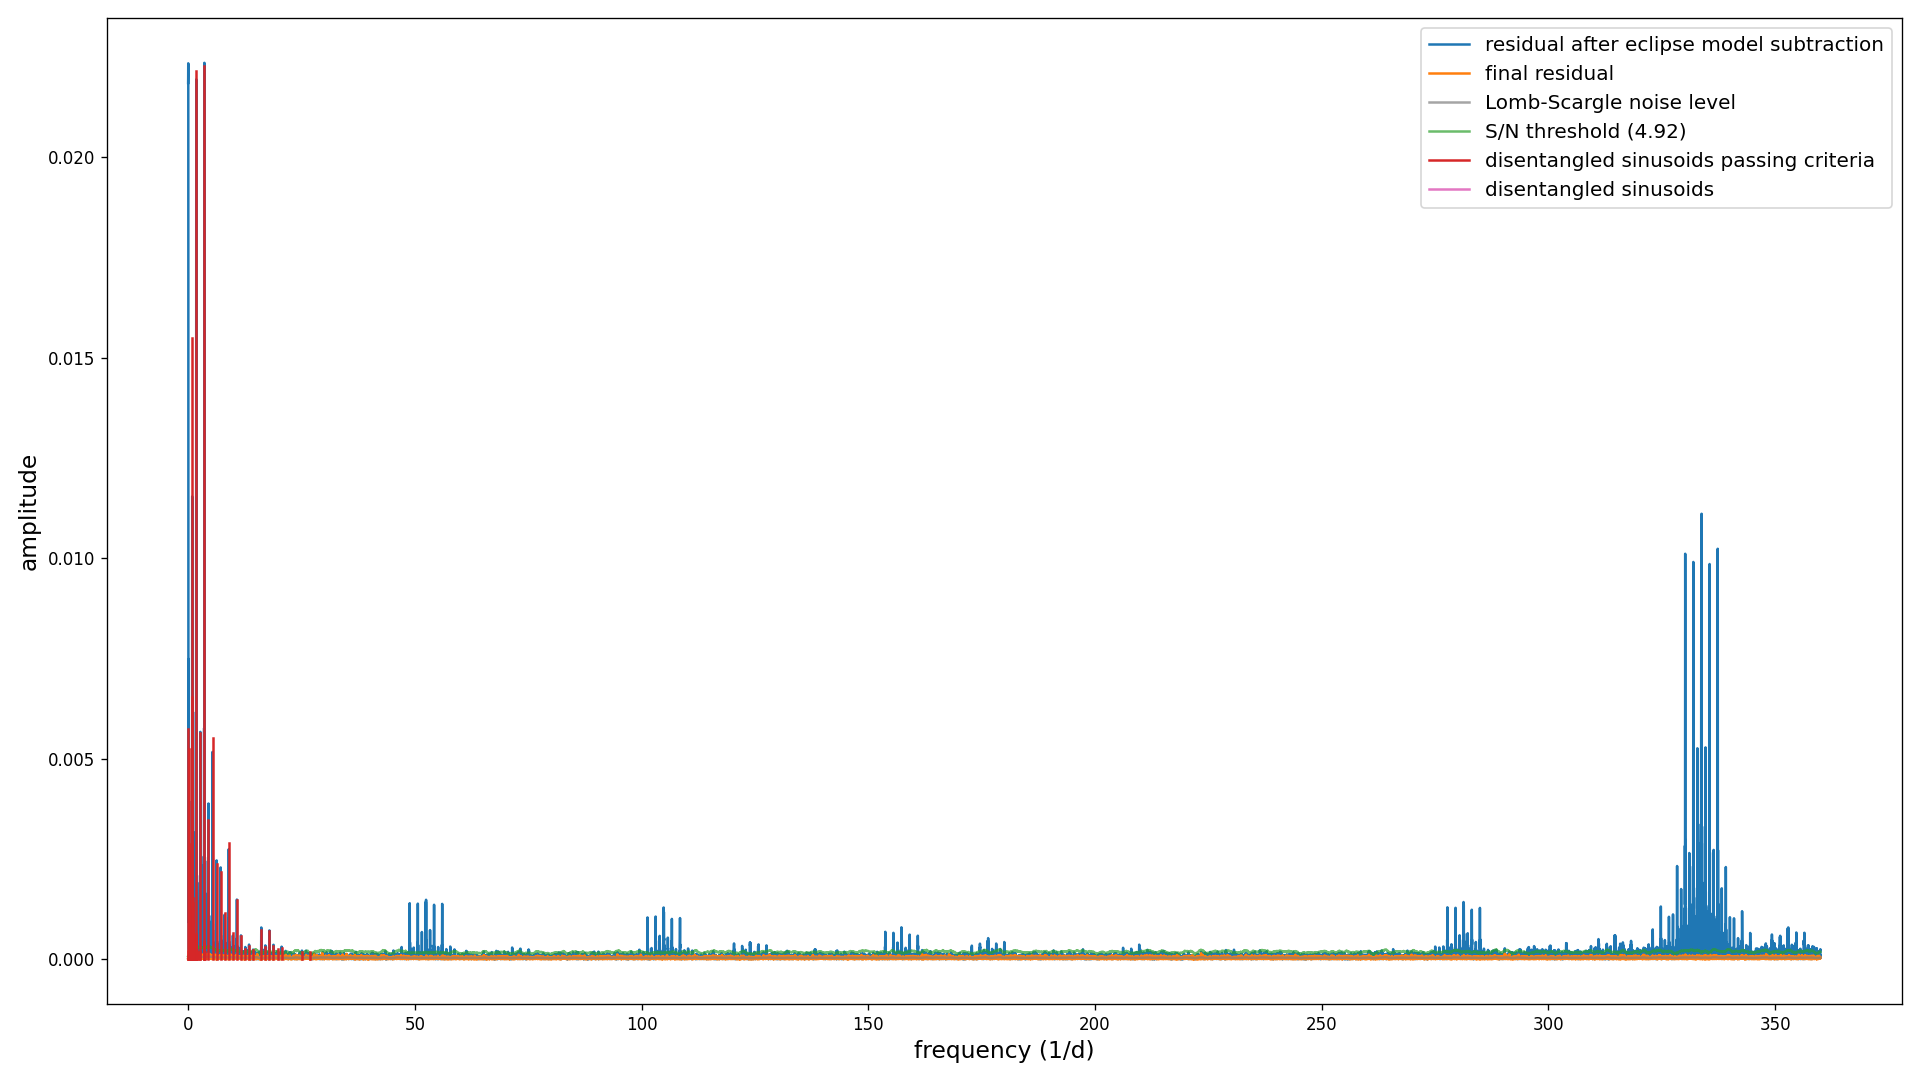 residual after eclipse model subtraction
final residual
Lomb-Scargle noise level
S/N threshold (4.92)
disentangled sinusoids passing criteria
disentangled sinusoids
0.020
0.015
0.010
0.005
0.000
amplitude
0 50 100 150 200 250 300 350
frequency (1/d)